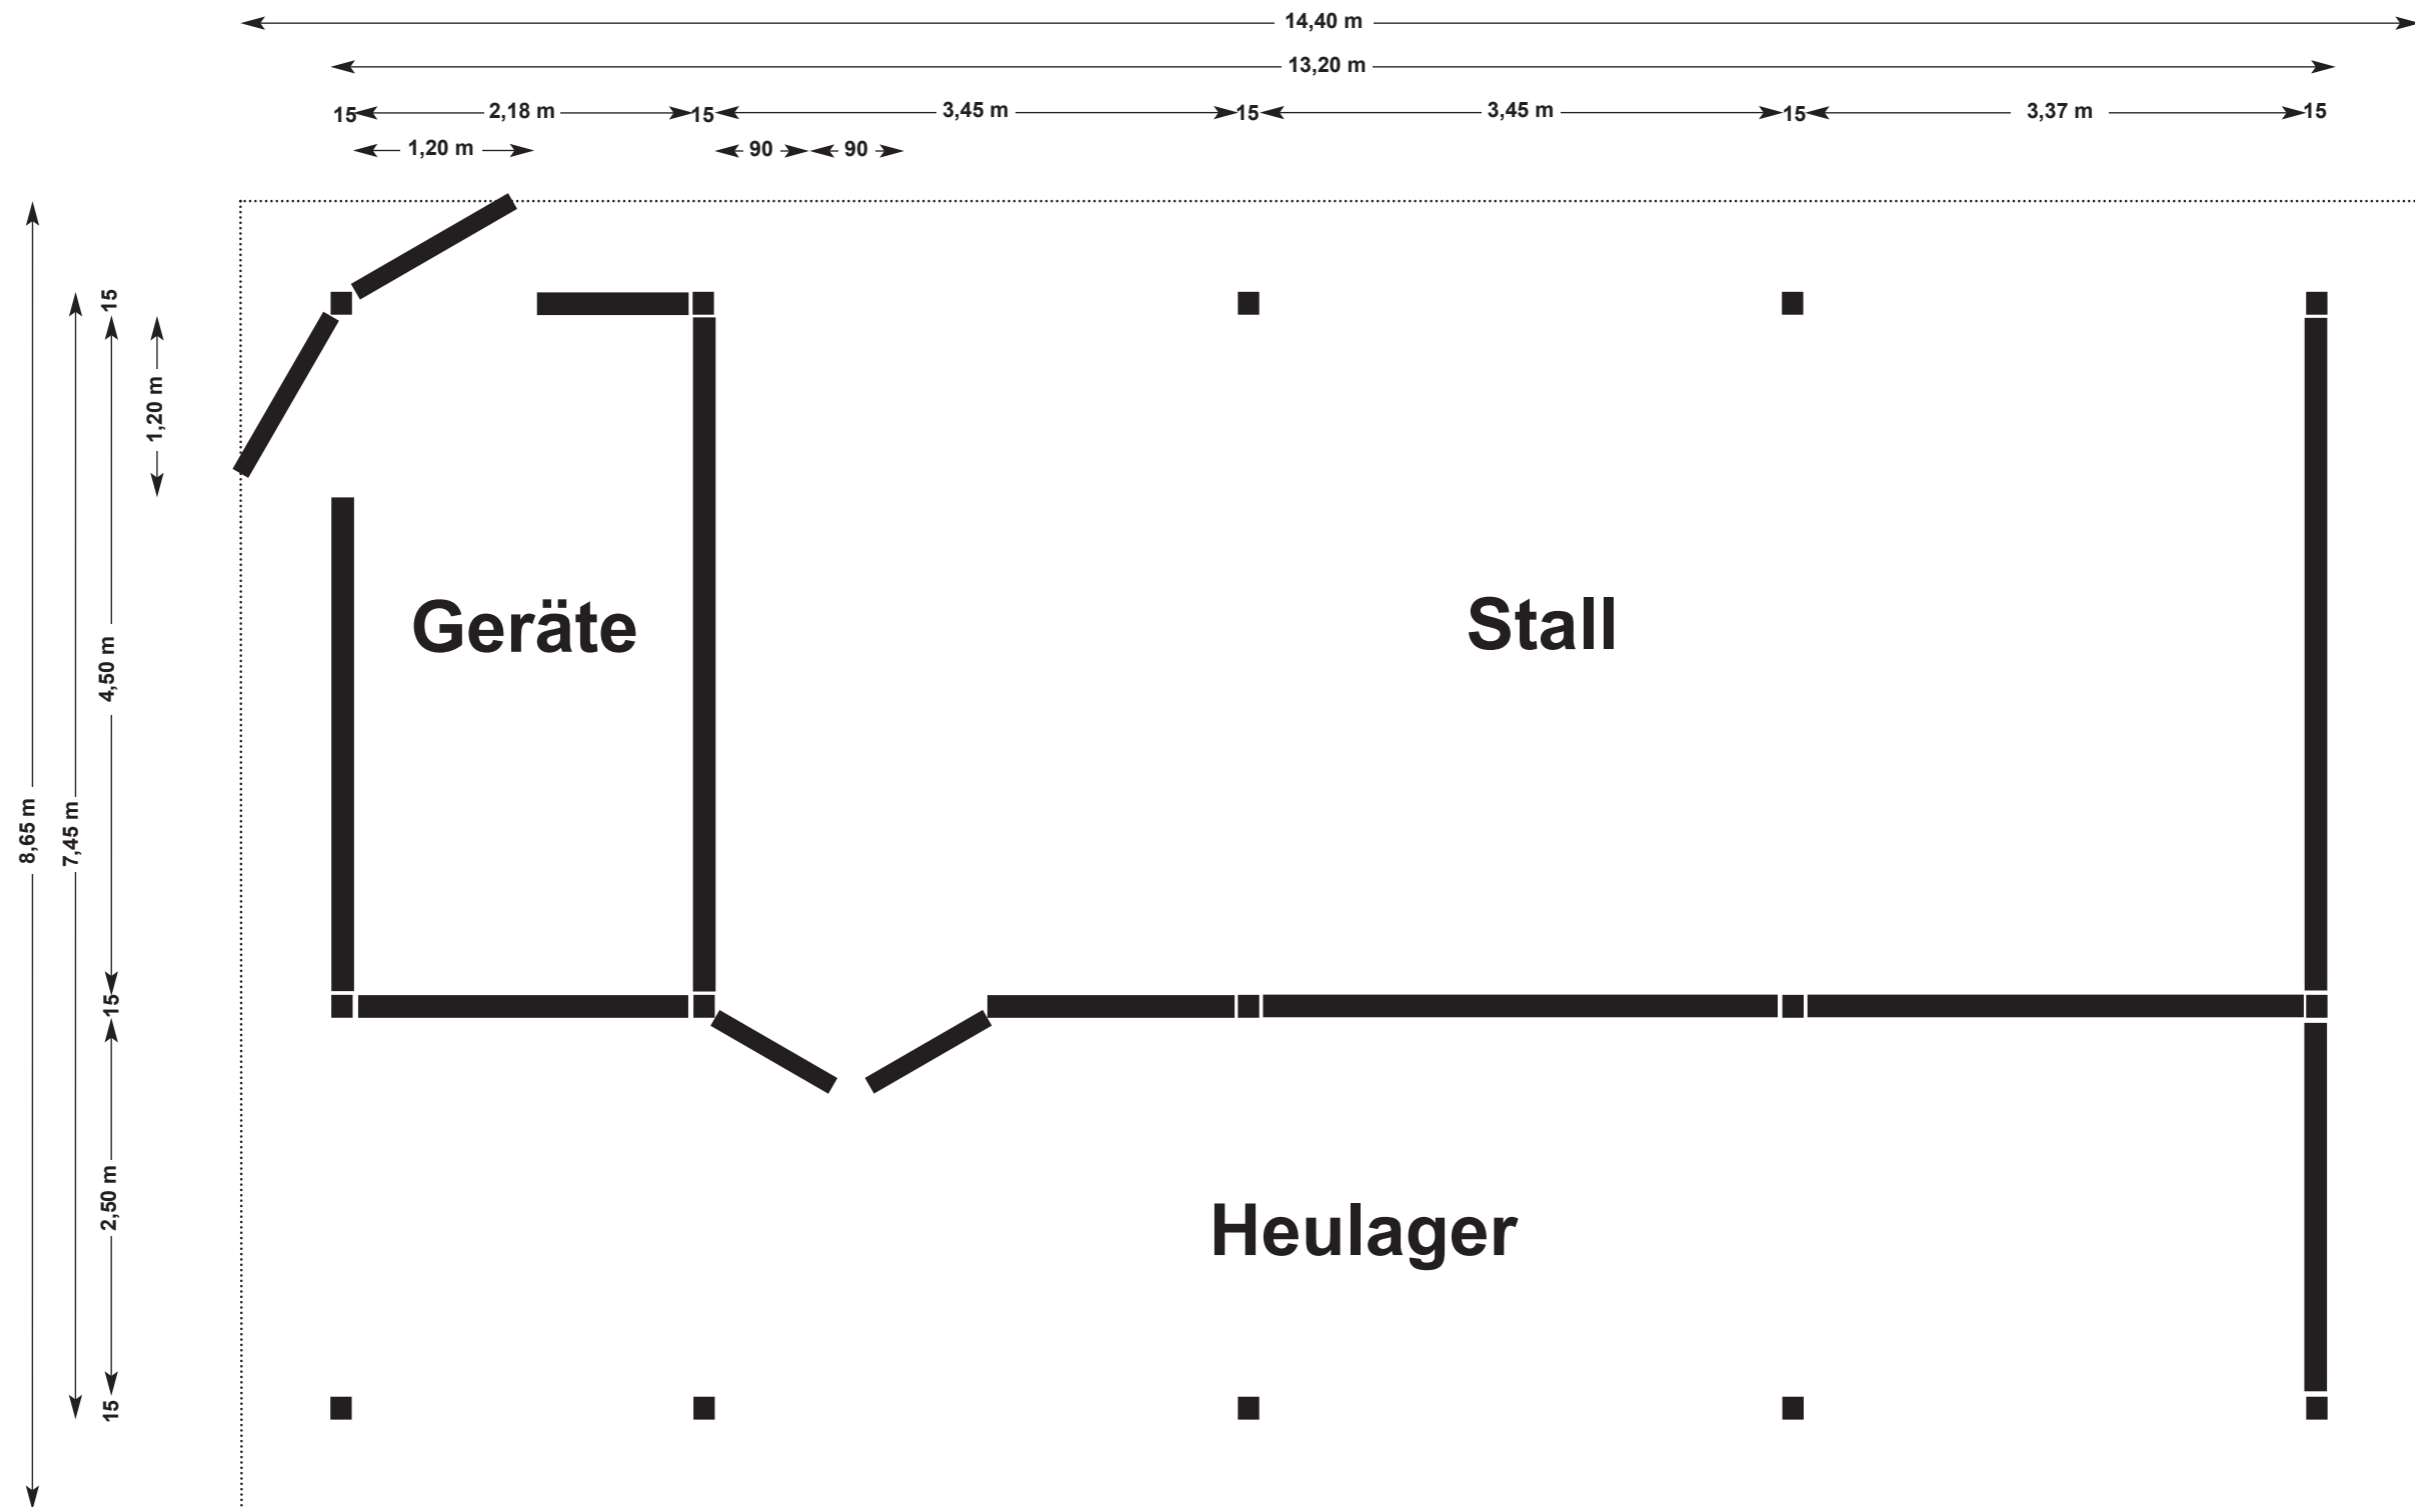 14,40 m
13,20 m
15 2,18 m 15 3,45 m 15 3,45 m 15 3,37 m 15
1,20 m 90 90
15
1,20 m
4,50 m
Geräte
Stall
8,65 m
7,45 m
15
2,50 m
Heulager
15